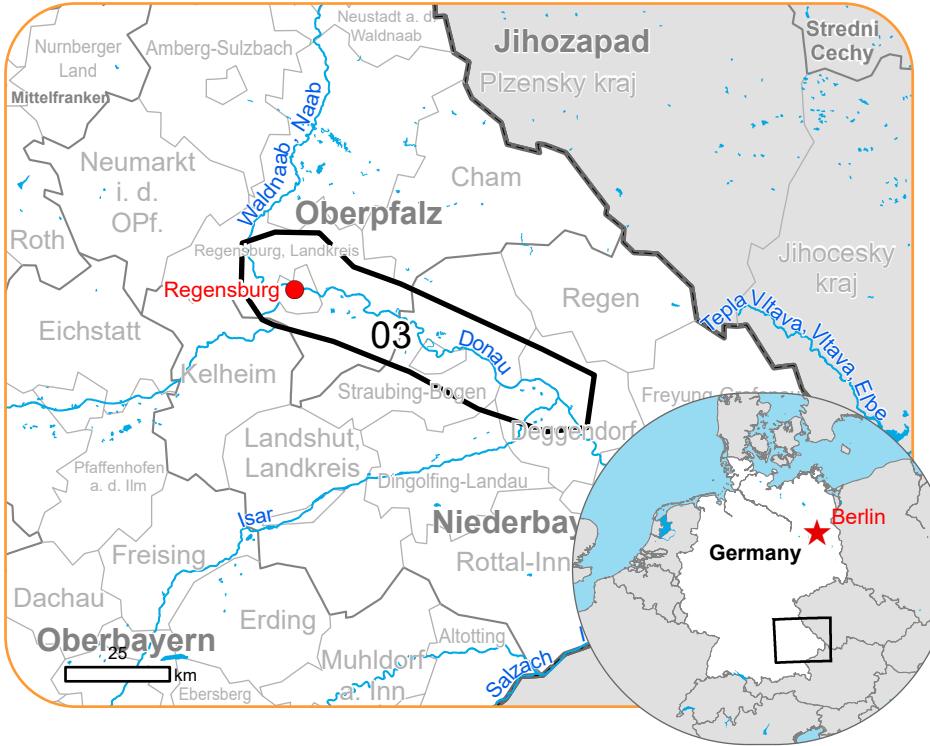 Neustadt a. d.
Waldnaab
Stredni
Cechy
Jihozapad
Nurnberger
Land
Amberg-Sulzbach
Plzensky kraj
Mittelfranken
Waldnaab, Naab
Neumarkt
i. d.
OPf.
Cham
Oberpfalz
Roth
Regensburg, Landkreis
Jihocesky
kraj
Regensburg
Regen
Eichstatt
03
Donau
Tepla Vltava, Vltava, Elbe
Kelheim
Straubing-Bogen
Freyung-Graf
Deggendorf
Landshut,
Landkreis
Pfaffenhofen
a. d. Ilm
Dingolfing-Landau
Isar
Niederbay
Berlin
Freising
Rottal-Inn
Germany
Dachau
Erding
Oberbayern
Altotting
25
km
Muhldorf
a. Inn
Salzach
Ebersberg